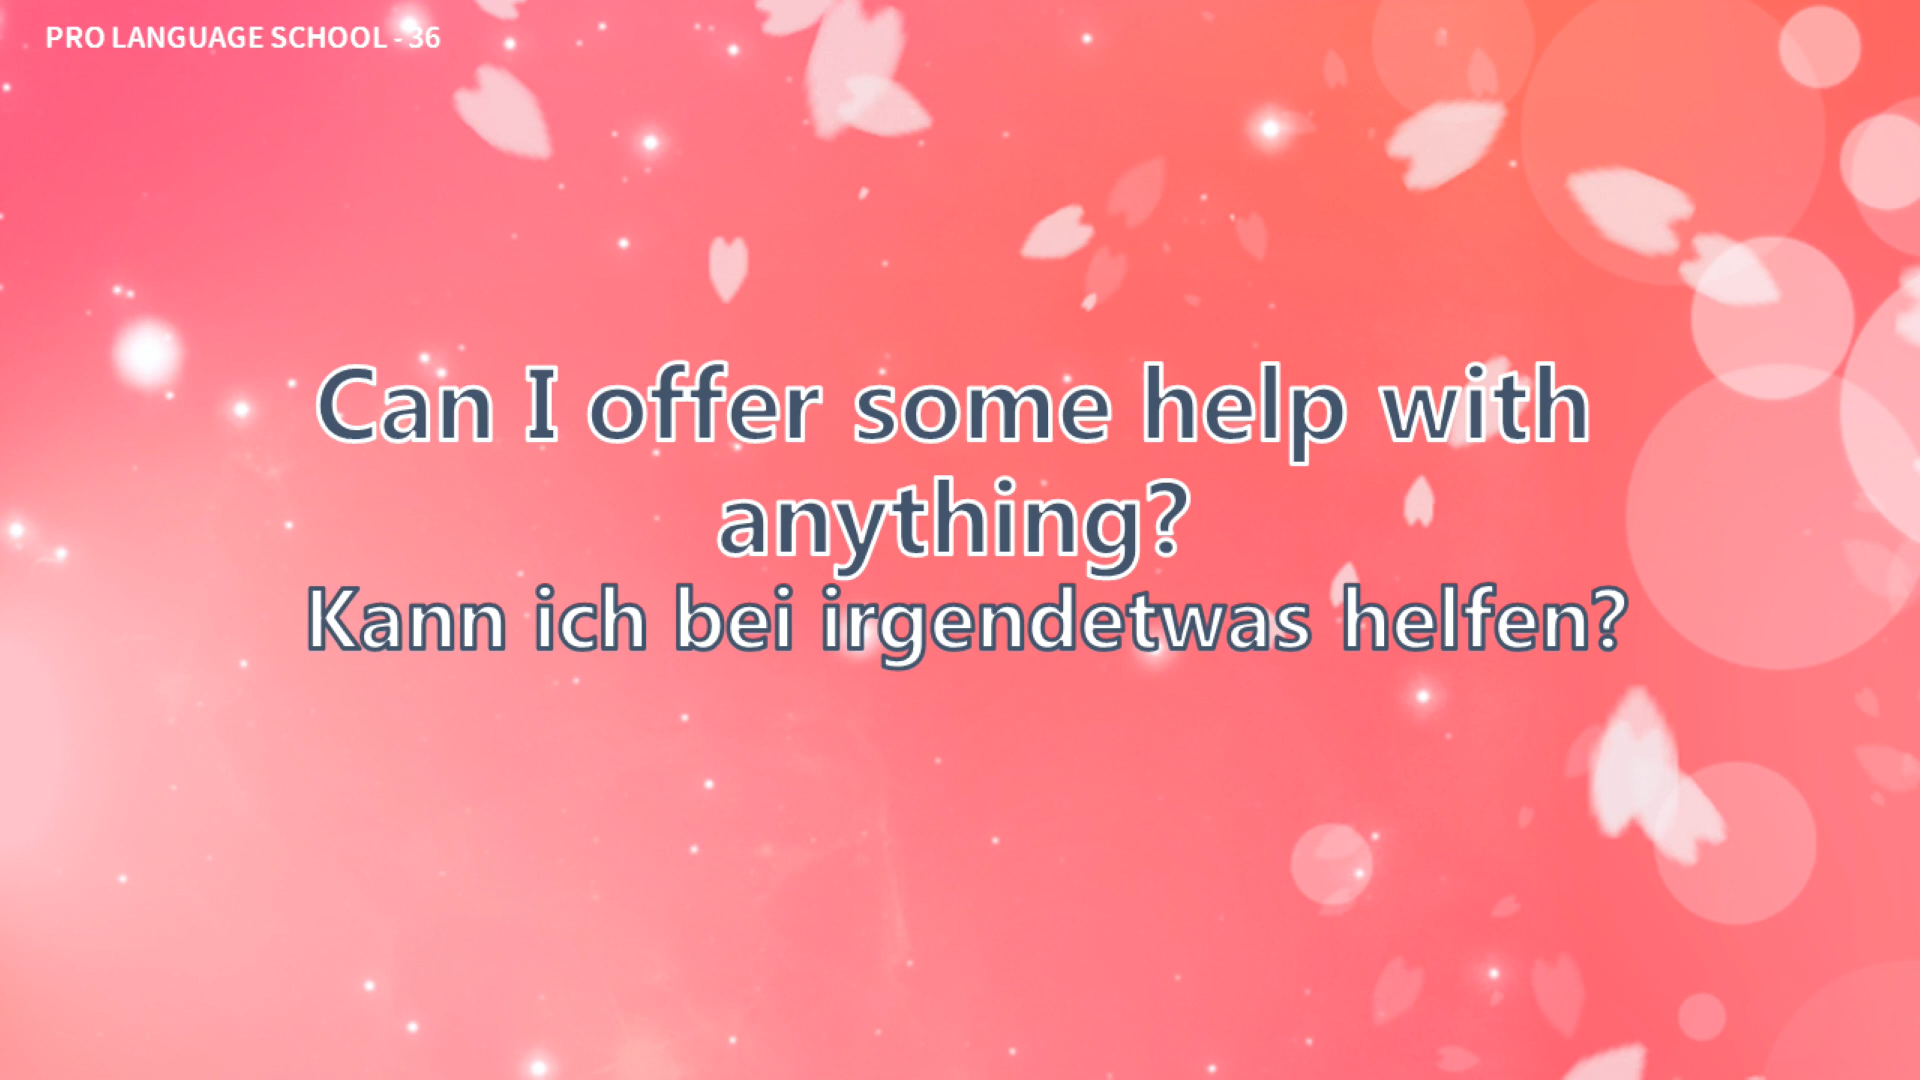 PRO LANGUAGE SCHOOL - 36
Can I offer some help with
anything?
Kann ich bei irgendetwas helfen?